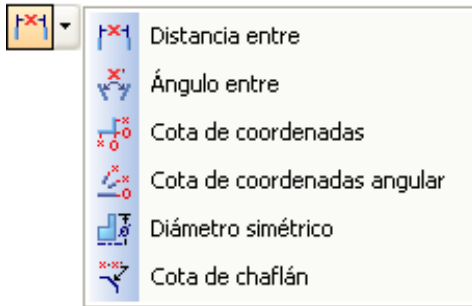 Distancia entre
Ángulo entre
Cota de coordenadas
Cota de coordenadas angular
Diámetro simétrico
Cota de chaflán